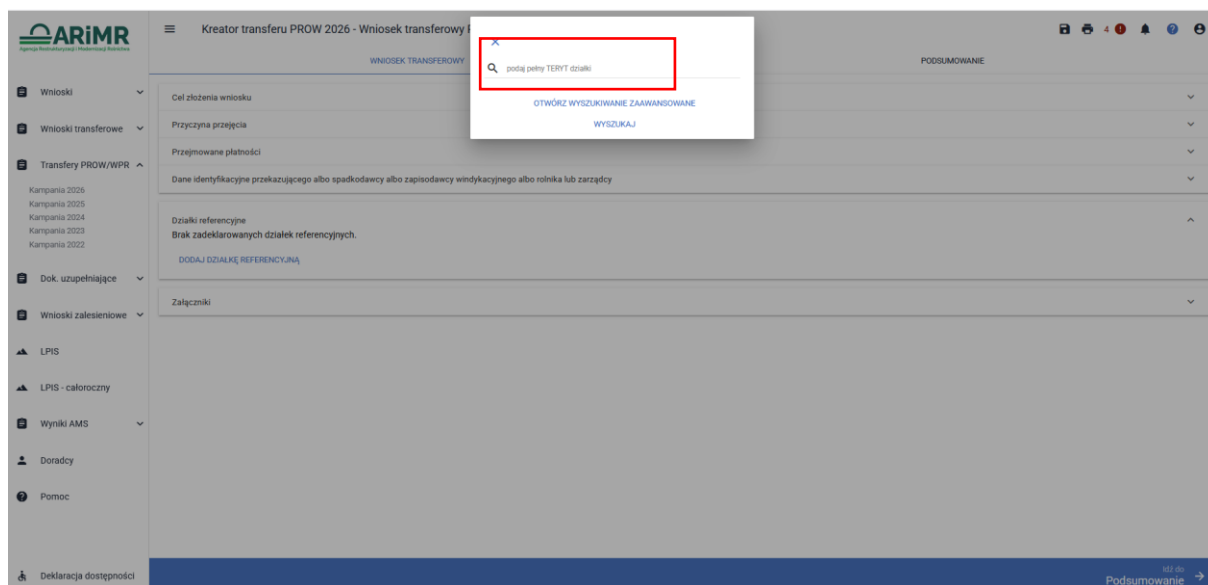 ARiMR
Agencja Restrukturyzacji i Modernizacji Rolnictwa
Kreator transferu PROW 2026 - Wniosek transferowy
4
WNIOSEK TRANSFEROWY
PODSUMOWANIE
podaj pełny TERYT działki
OTWÓRZ WYSZUKIWANIE ZAAWANSOWANE
WYSZUKAJ
Wnioski
Wnioski transferowe
Transfery PROW/WPR
Kampania 2026
Kampania 2025
Kampania 2024
Kampania 2023
Kampania 2022
Dok. uzupełniające
Wnioski zalesieniowe
LPIS
LPIS - całoroczny
Wyniki AMS
Doradcy
Pomoc
Deklaracja dostępności
Cel złożenia wniosku
Przyczyna przejęcia
Przejmowane płatności
Dane identyfikacyjne przekazującego albo spadkodawcy albo zapisodawcy windykacyjnego albo rolnika lub zarządcy
Działki referencyjne
Brak zadeklarowanych działek referencyjnych.
DODAJ DZIAŁKĘ REFERENCYJNĄ
Załączniki
Idź do
Podsumowanie